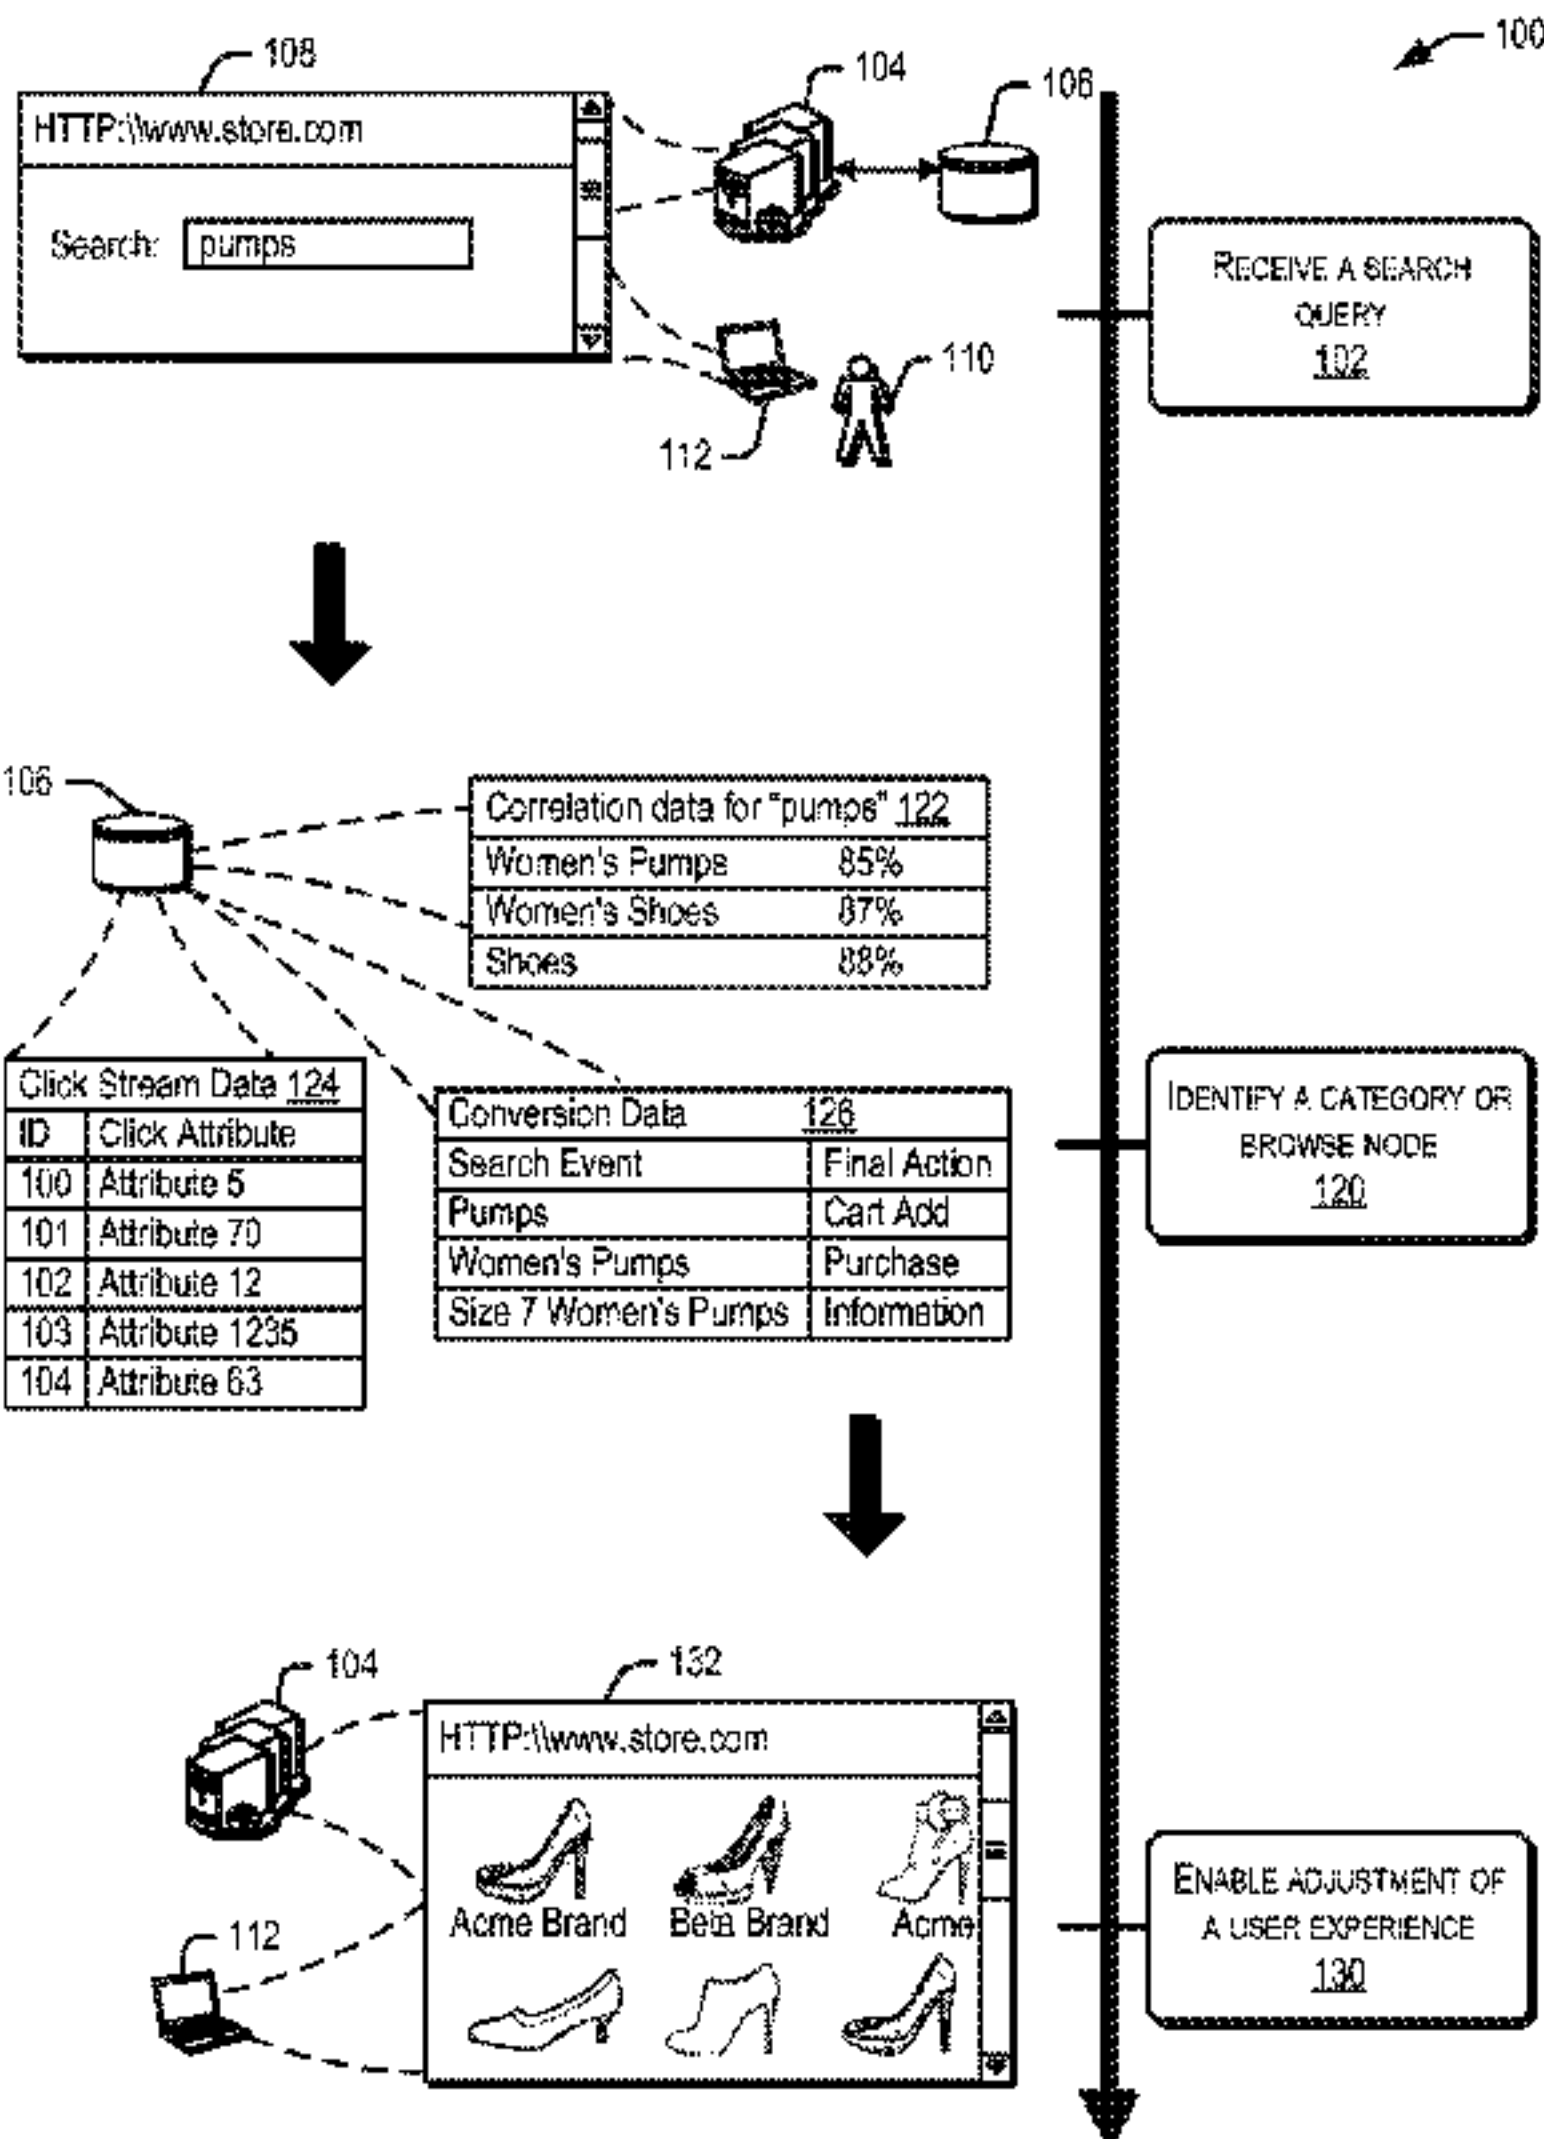 100
108
104
106
HTTP:\\www.store.com
Search: pumps
RECEIVE A SEARCH
QUERY
102
110
112
106
Correlation data for "pumps" 122
Women's Pumps 85%
Women's Shoes 87%
Shoes 88%
Click Stream Data 124
ID Click Attribute
100 Attribute 5
101 Attribute 70
102 Attribute 12
103 Attribute 1235
104 Attribute 63
Conversion Data 126
Search Event Final Action
Pumps Cart Add
Women's Pumps Purchase
Size 7 Women's Pumps Information
IDENTIFY A CATEGORY OR
BROWSE NODE
120
104
132
HTTP:\\www.store.com
Acme Brand Beta Brand Acme
112
ENABLE ADJUSTMENT OF
A USER EXPERIENCE
130